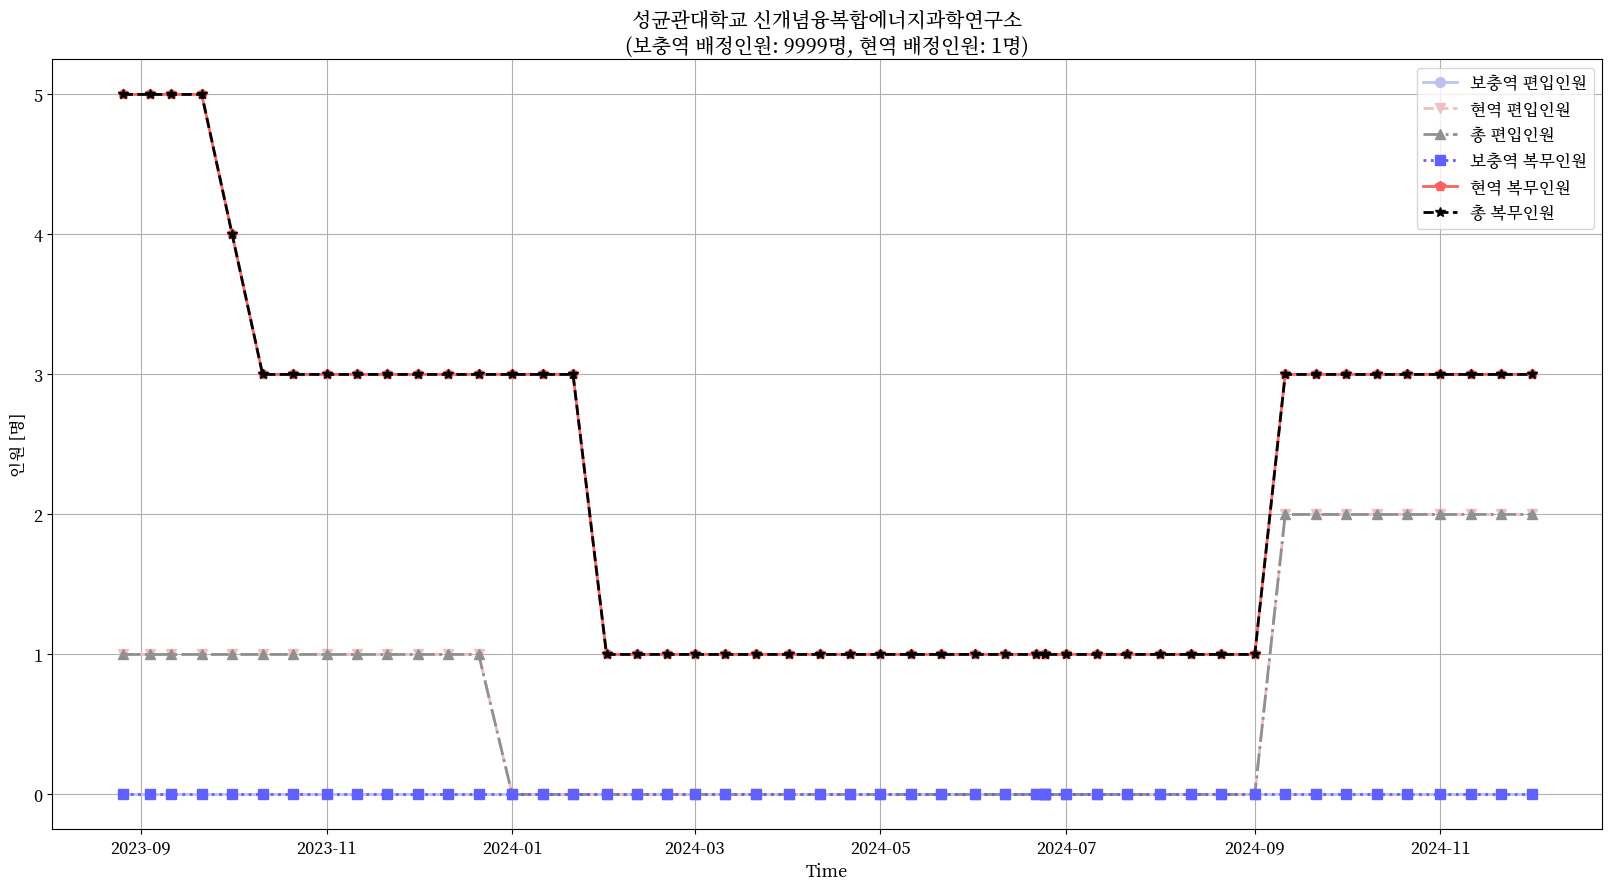 성균관대학교 신개념융복합에너지과학연구소
(보충역 배정인원: 9999명, 현역 배정인원: 1명)
보충역 편입인원
현역 편입인원
총 편입인원
보충역 복무인원
현역 복무인원
총 복무인원
인원 [명]
5
4
3
2
1
0
2023-09
2023-11
2024-01
2024-03
2024-05
2024-07
2024-09
2024-11
Time